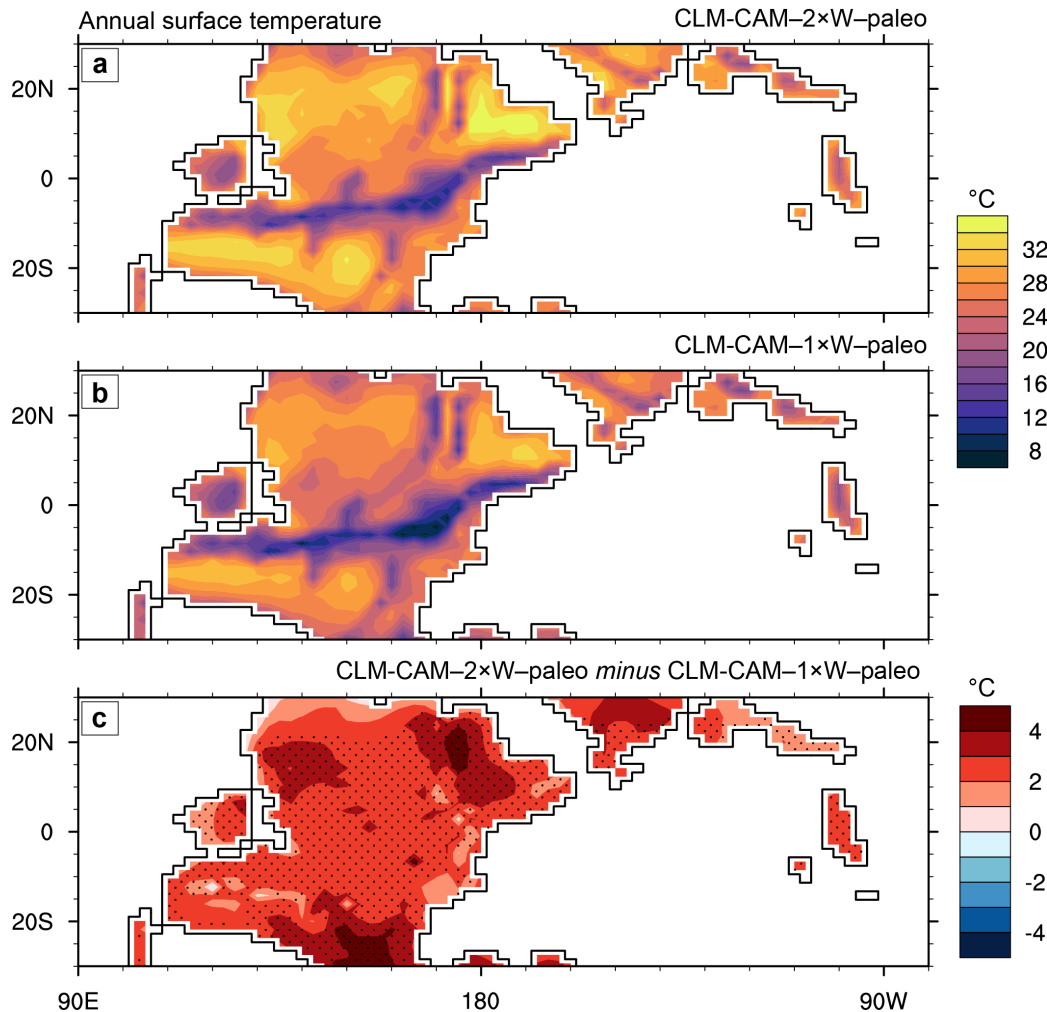 Annual surface temperature
CLM-CAM–2×W–paleo
a
20N
0
20S
CLM-CAM–1×W–paleo
b
20N
0
20S
°C
32
28
24
20
16
12
8
CLM-CAM–2×W–paleo minus CLM-CAM–1×W–paleo
c
20N
0
20S
90E
180
90W
°C
4
2
0
-2
-4